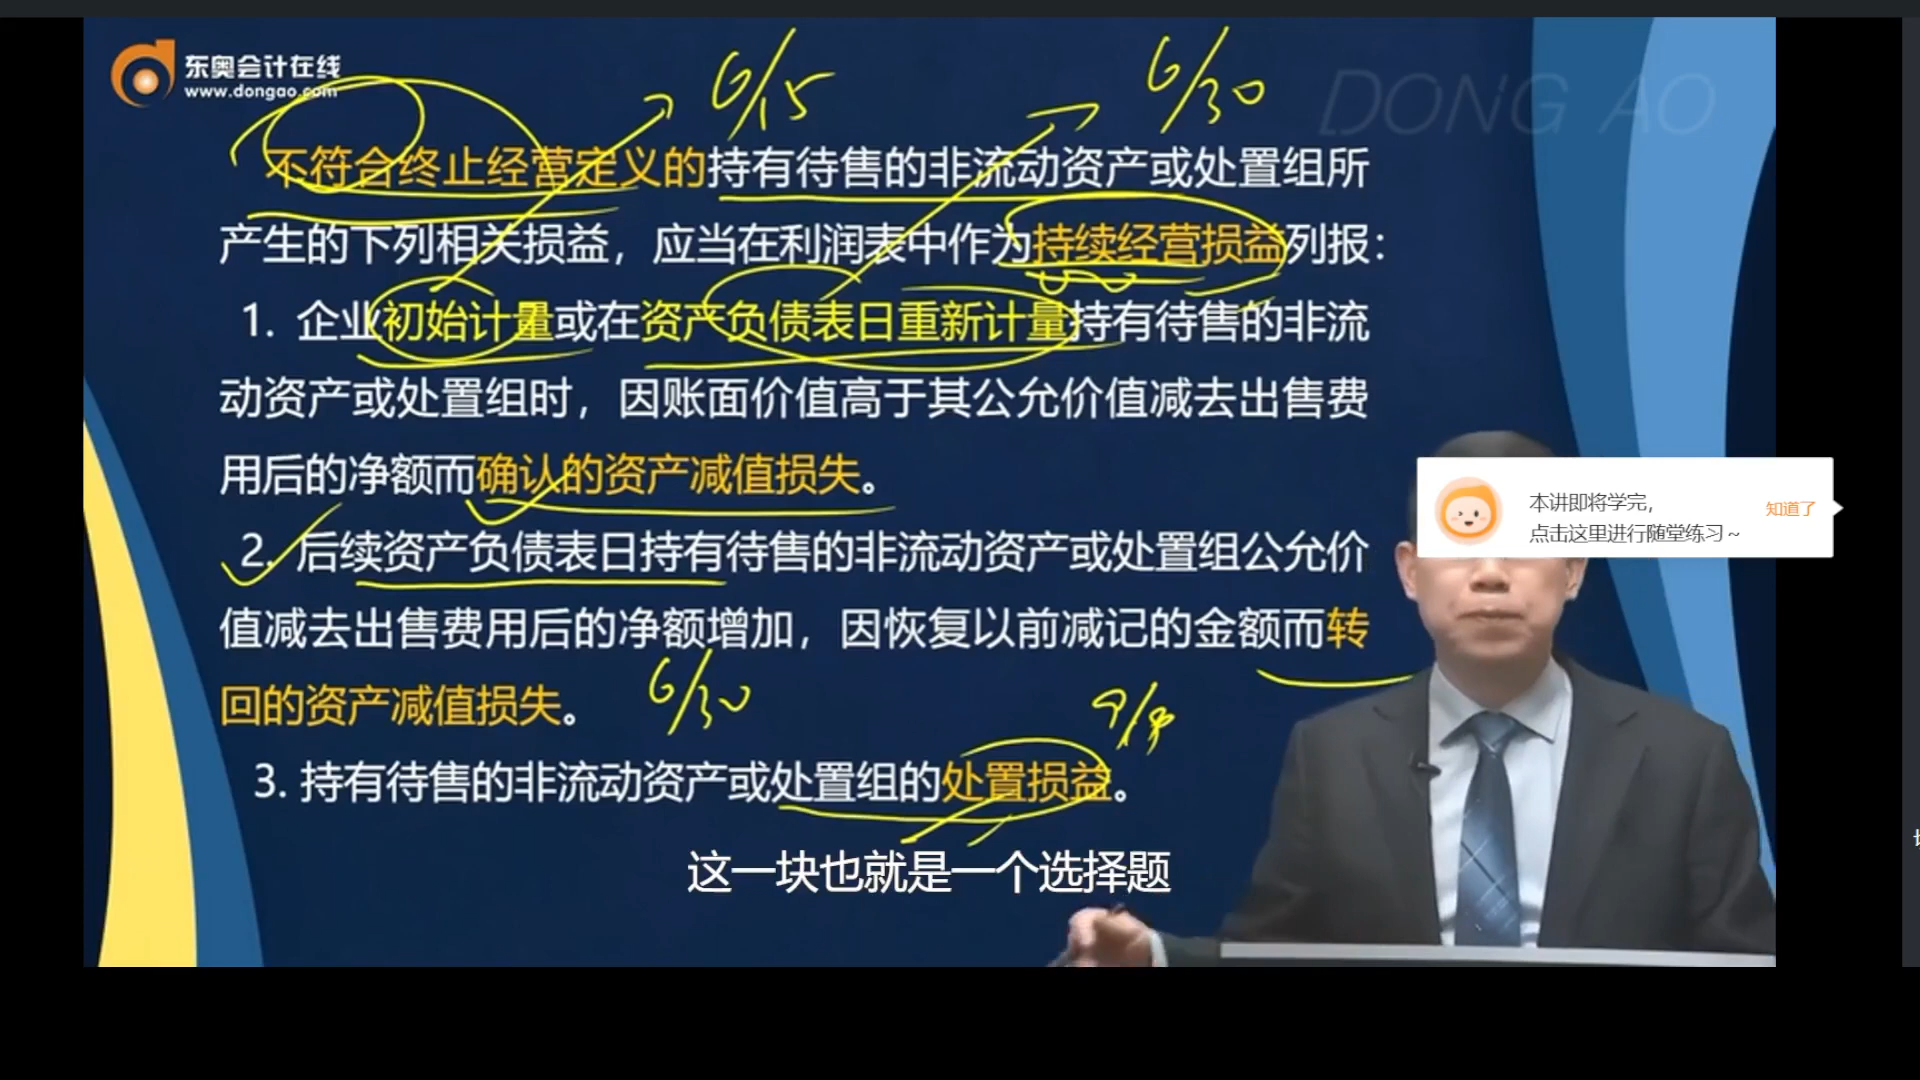 东奥会计在线
www.dongao.com
DONG AO
6/15
6/30
不符合终止经营定义的持有待售的非流动资产或处置组所
产生的下列相关损益，应当在利润表中作为持续经营损益列报：
1. 企业初始计量或在资产负债表日重新计量持有待售的非流
动资产或处置组时，因账面价值高于其公允价值减去出售费
用后的净额而确认的资产减值损失。
本讲即将学完，
点击这里进行随堂练习~
知道了
2. 后续资产负债表日持有待售的非流动资产或处置组公允价
值减去出售费用后的净额增加，因恢复以前减记的金额而转
回的资产减值损失。
6/30
3. 持有待售的非流动资产或处置组的处置损益。
这一块也就是一个选择题